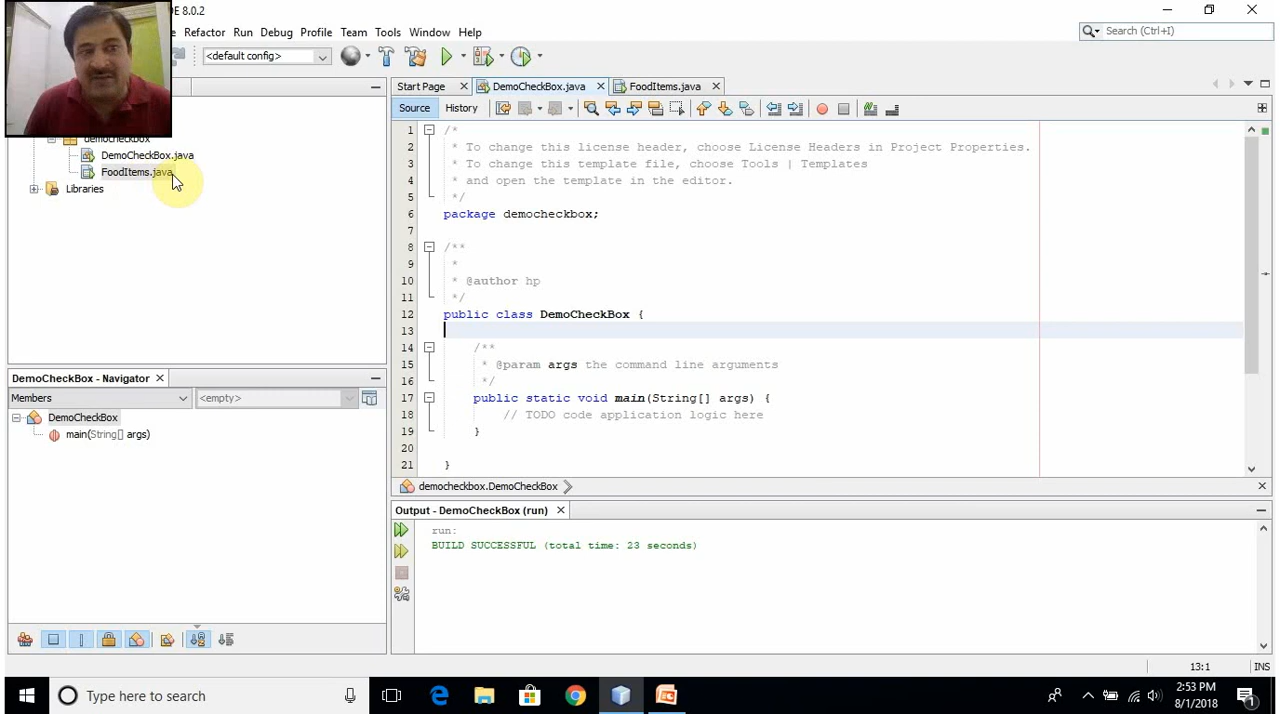 DE 8.0.2
Refactor Run Debug Profile Team Tools Window Help
Search (Ctrl+I)
<default config>
Start Page DemoCheckBox.java FoodItems.java
Source History
democheckbox
DemoCheckBox.java
FoodItems.java
Libraries
1 /*
2 * To change this license header, choose License Headers in Project Properties.
3 * To change this template file, choose Tools | Templates
4 * and open the template in the editor.
5 */
6 package democheckbox;
7
8 /**
9 *
10 * @author hp
11 */
12 public class DemoCheckBox {
13
14 /**
15 * @param args the command line arguments
16 */
17 public static void main(String[] args) {
18 // TODO code application logic here
19 }
20
21 }
democheckbox.DemoCheckBox
DemoCheckBox - Navigator
Members <empty>
DemoCheckBox
main(String[] args)
Output - DemoCheckBox (run)
run:
BUILD SUCCESSFUL (total time: 23 seconds)
13:1 INS
Type here to search
2:53 PM
8/1/2018
1